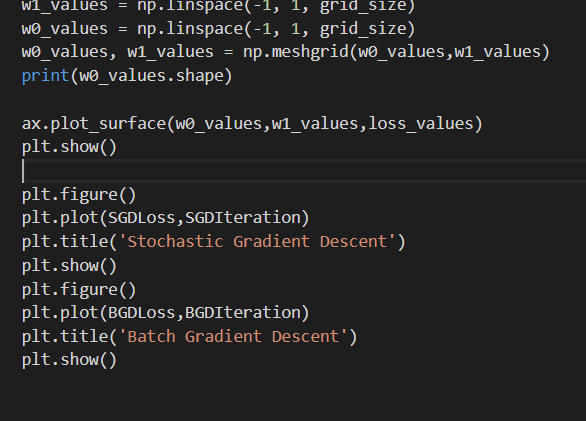 w1_values = np.linspace(-1, 1, grid_size)
w0_values = np.linspace(-1, 1, grid_size)
w0_values, w1_values = np.meshgrid(w0_values,w1_values)
print(w0_values.shape)
ax.plot_surface(w0_values,w1_values,loss_values)
plt.show()
plt.figure()
plt.plot(SGDLoss,SGDIteration)
plt.title('Stochastic Gradient Descent')
plt.show()
plt.figure()
plt.plot(BGDLoss,BGDIteration)
plt.title('Batch Gradient Descent')
plt.show()